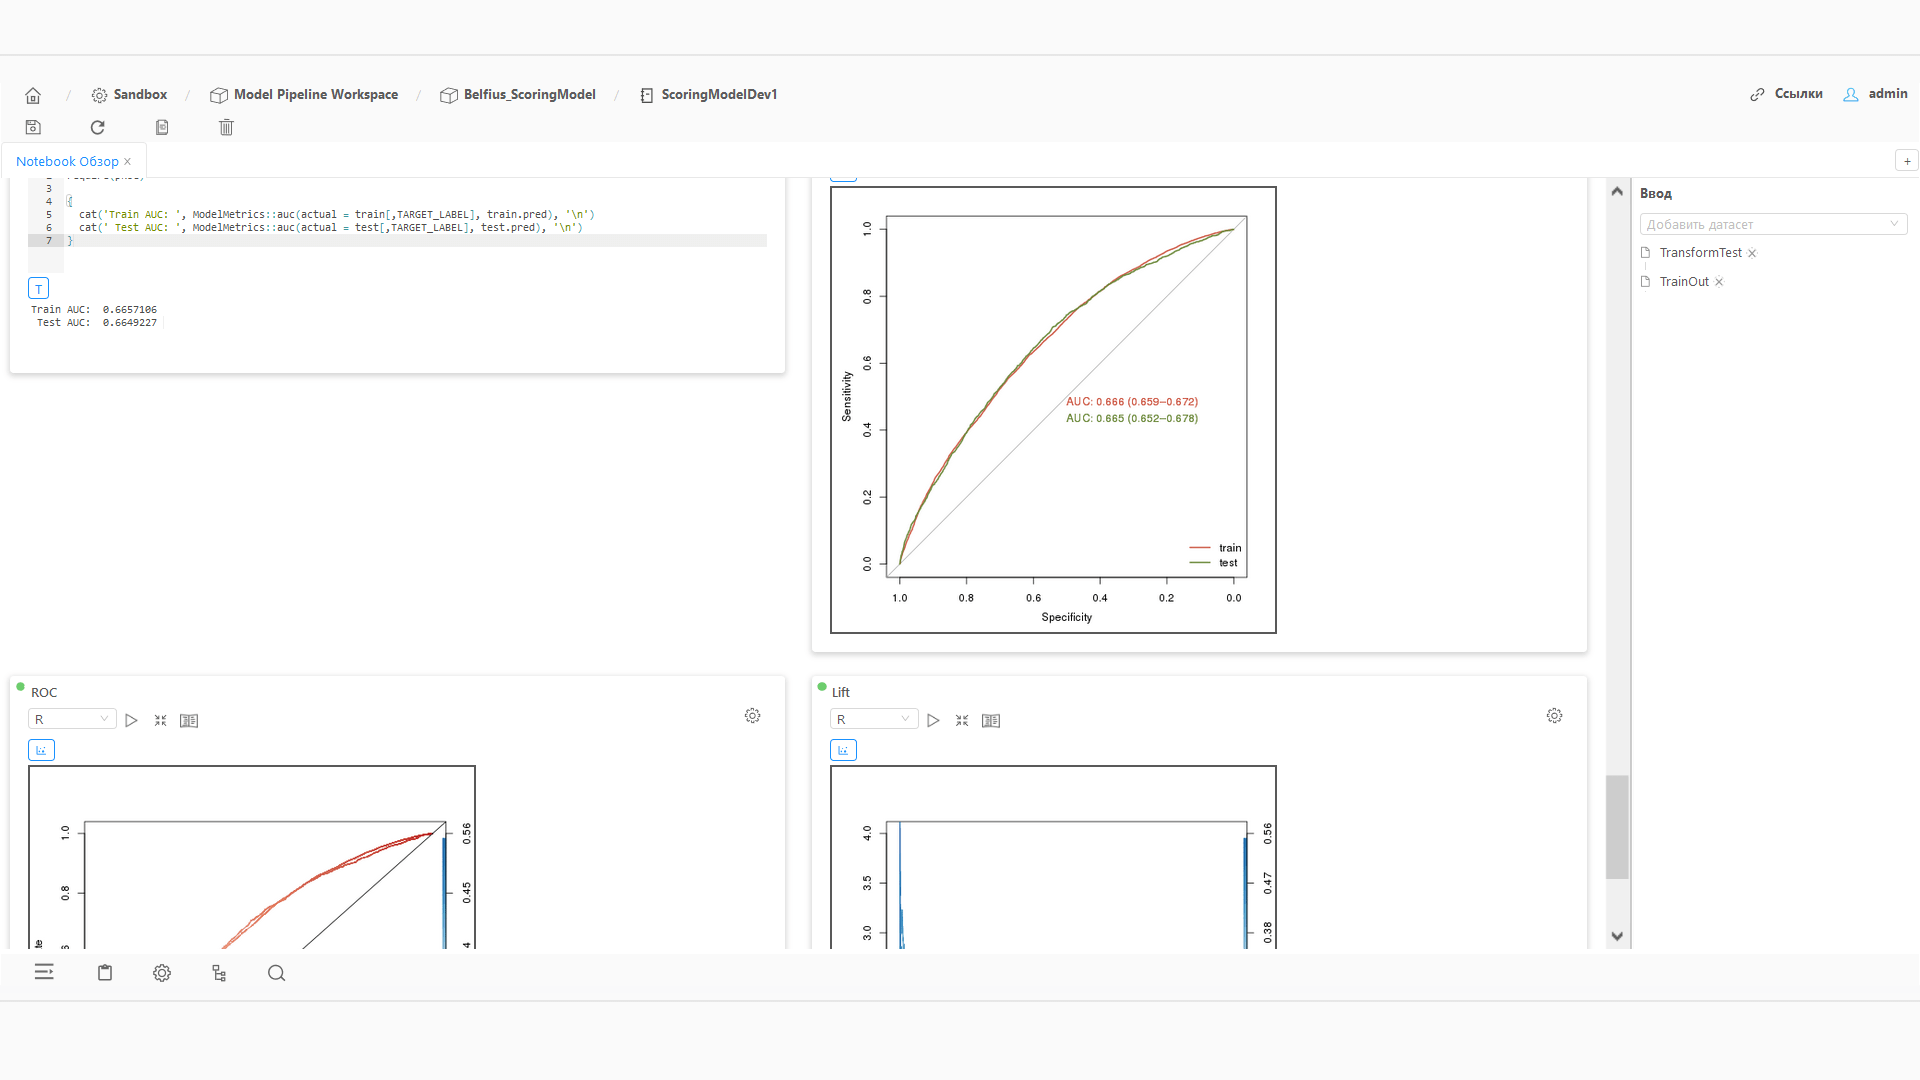 Sandbox / Model Pipeline Workspace / Belfius_ScoringModel / ScoringModelDev1
Ссылки admin
Notebook Обзор ×
+
3
4 {
5 cat('Train AUC: ', ModelMetrics::auc(actual = train[,TARGET_LABEL], train.pred), '\n')
6 cat(' Test AUC: ', ModelMetrics::auc(actual = test[,TARGET_LABEL], test.pred), '\n')
7 }
T
Train AUC: 0.6657106
Test AUC: 0.6649227
1.0
0.8
0.6
0.4
0.2
0.0
Sensitivity
AUC: 0.666 (0.659–0.672)
AUC: 0.665 (0.652–0.678)
train
test
1.0 0.8 0.6 0.4 0.2 0.0
Specificity
Ввод
Добавить датасет
TransformTest ×
TrainOut ×
ROC
R
1.0
0.8
0.56
0.45
Lift
R
4.0
3.5
3.0
0.56
0.47
0.38